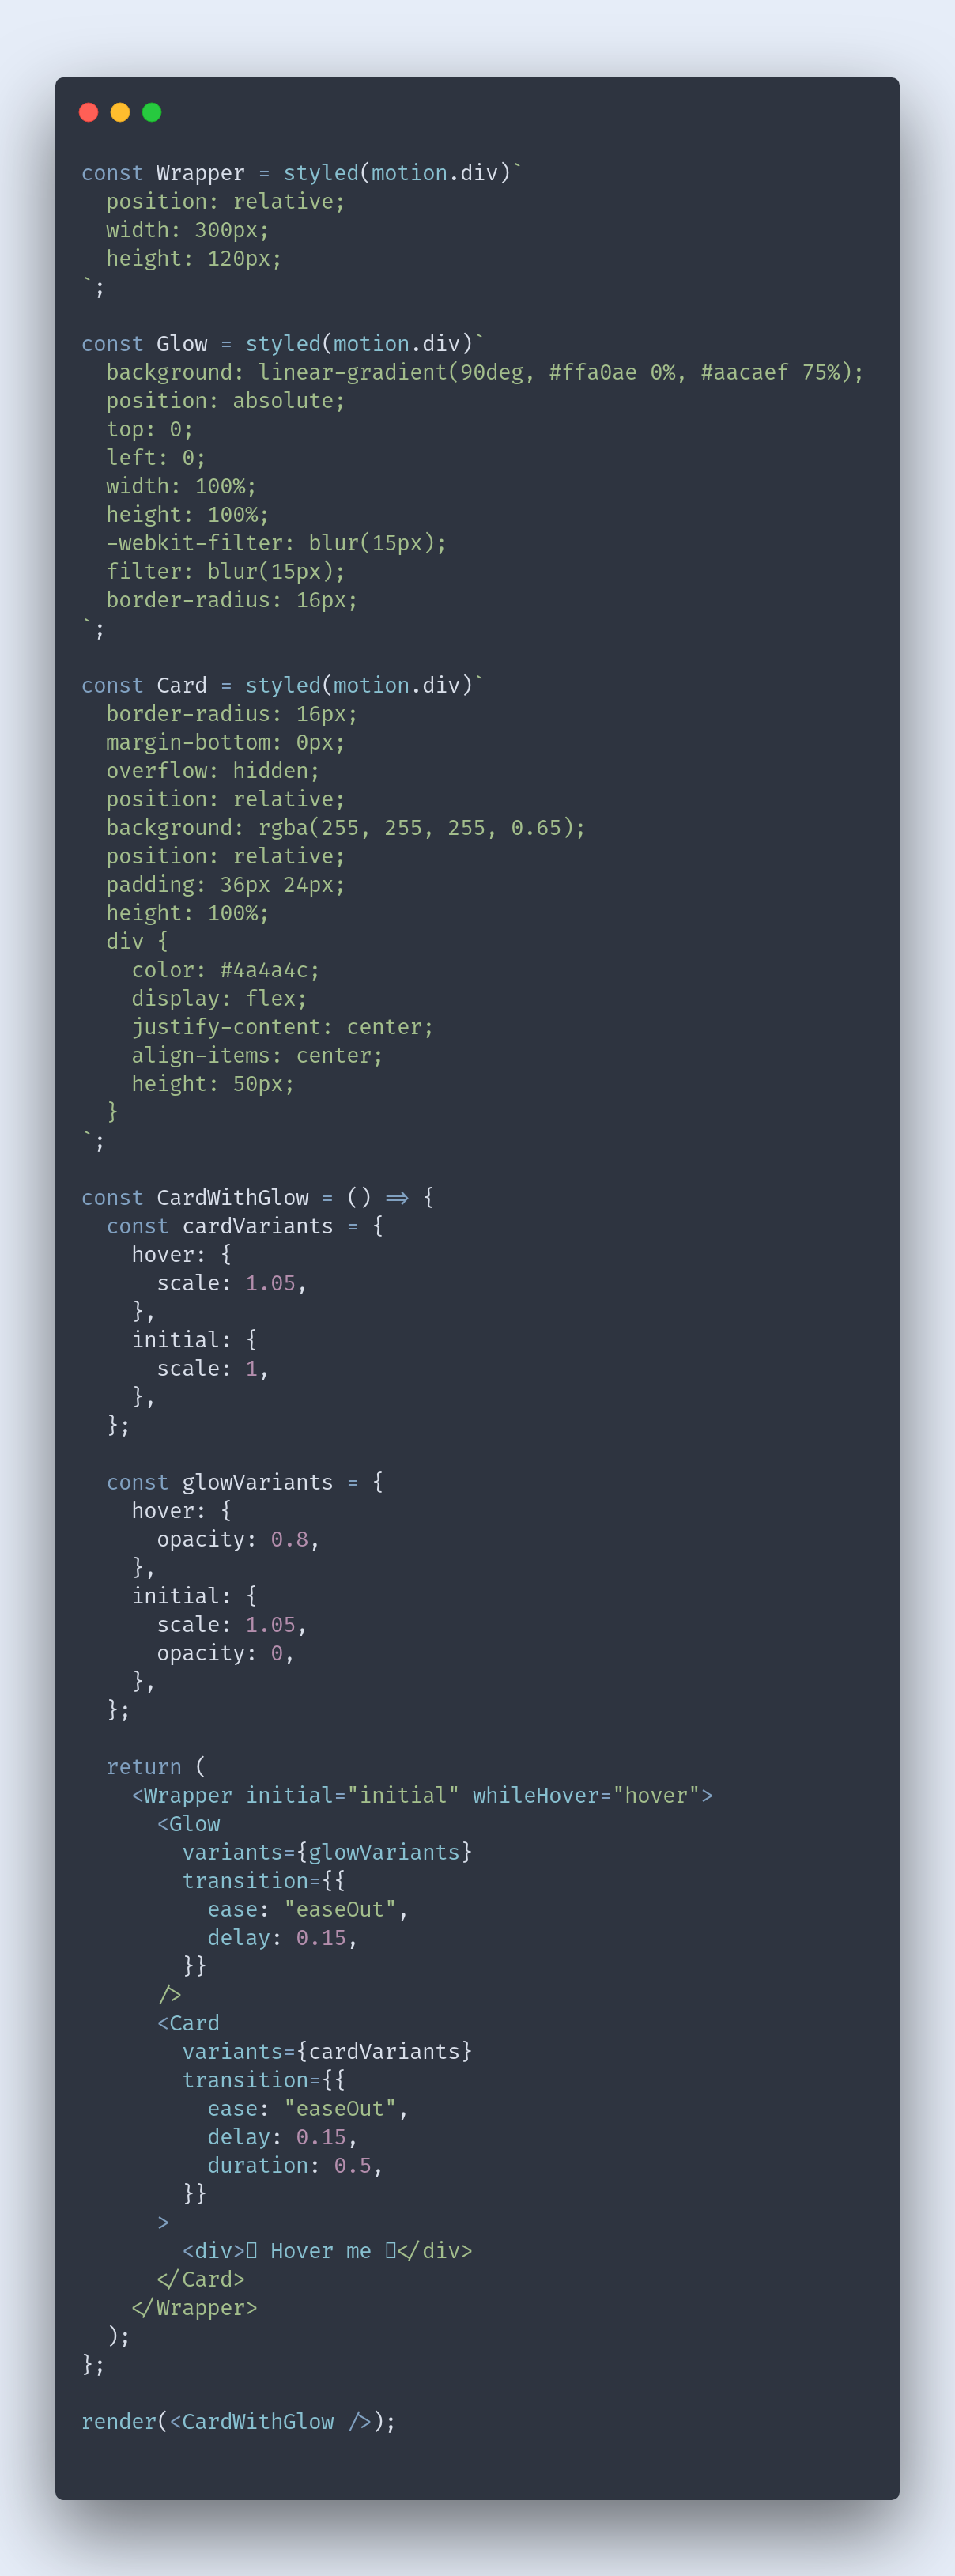 const Wrapper = styled(motion.div)`
  position: relative;
  width: 300px;
  height: 120px;
`;

const Glow = styled(motion.div)`
  background: linear-gradient(90deg, #ffa0ae 0%, #aacaef 75%);
  position: absolute;
  top: 0;
  left: 0;
  width: 100%;
  height: 100%;
  -webkit-filter: blur(15px);
  filter: blur(15px);
  border-radius: 16px;
`;

const Card = styled(motion.div)`
  border-radius: 16px;
  margin-bottom: 0px;
  overflow: hidden;
  position: relative;
  background: rgba(255, 255, 255, 0.65);
  position: relative;
  padding: 36px 24px;
  height: 100%;
  div {
    color: #4a4a4c;
    display: flex;
    justify-content: center;
    align-items: center;
    height: 50px;
  }
`;

const CardWithGlow = () => {
  const cardVariants = {
    hover: {
      scale: 1.05,
    },
    initial: {
      scale: 1,
    },
  };

  const glowVariants = {
    hover: {
      opacity: 0.8,
    },
    initial: {
      scale: 1.05,
      opacity: 0,
    },
  };

  return (
    <Wrapper initial="initial" whileHover="hover">
      <Glow
        variants={glowVariants}
        transition={{
          ease: "easeOut",
          delay: 0.15,
        }}
      />
      <Card
        variants={cardVariants}
        transition={{
          ease: "easeOut",
          delay: 0.15,
          duration: 0.5,
        }}
      >
        <div> Hover me </div>
      </Card>
    </Wrapper>
  );
};

render(<CardWithGlow />);